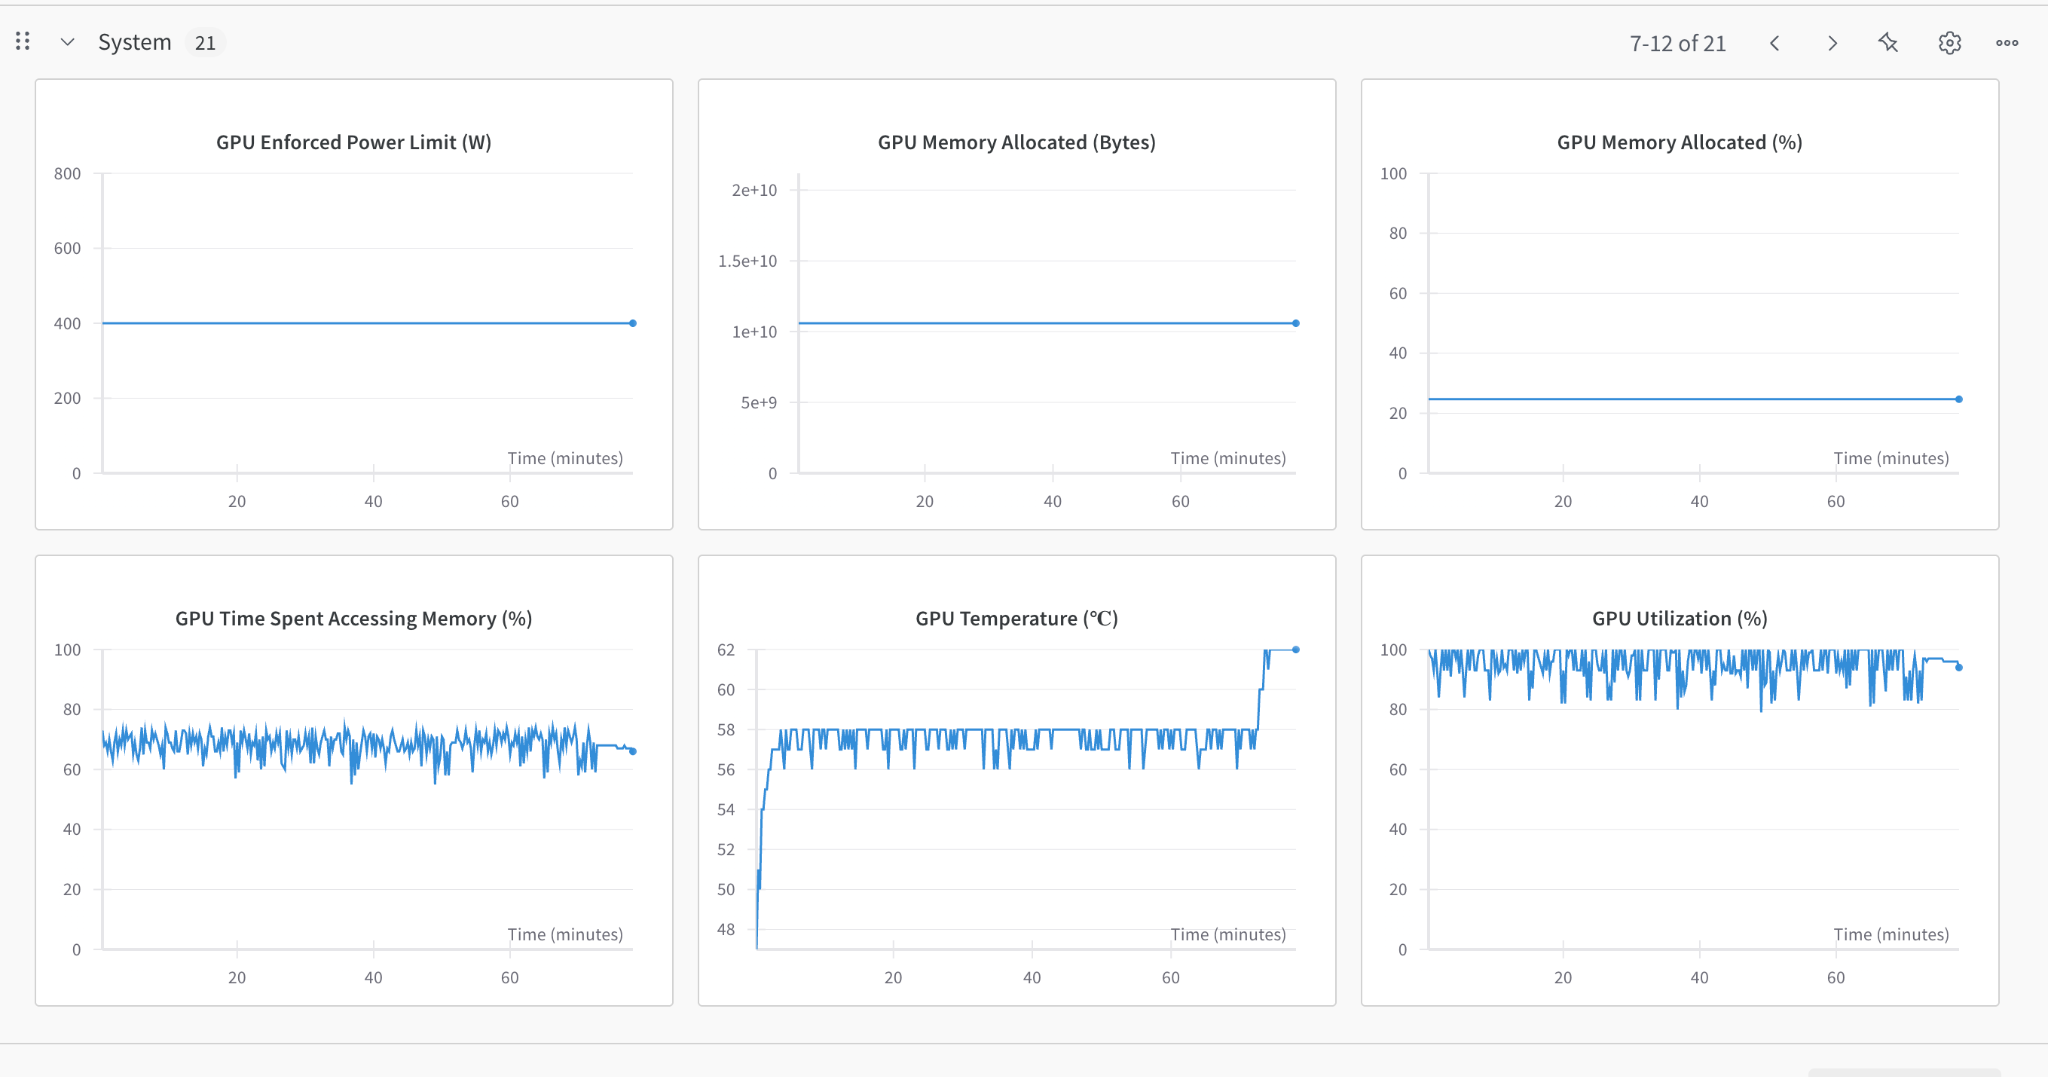 System 21
7-12 of 21
GPU Enforced Power Limit (W)
800
600
400
200
0
Time (minutes)
20 40 60
GPU Memory Allocated (Bytes)
2e+10
1.5e+10
1e+10
5e+9
0
Time (minutes)
20 40 60
GPU Memory Allocated (%)
100
80
60
40
20
0
Time (minutes)
20 40 60
GPU Time Spent Accessing Memory (%)
100
80
60
40
20
0
Time (minutes)
20 40 60
GPU Temperature (℃)
62
60
58
56
54
52
50
48
Time (minutes)
20 40 60
GPU Utilization (%)
100
80
60
40
20
0
Time (minutes)
20 40 60